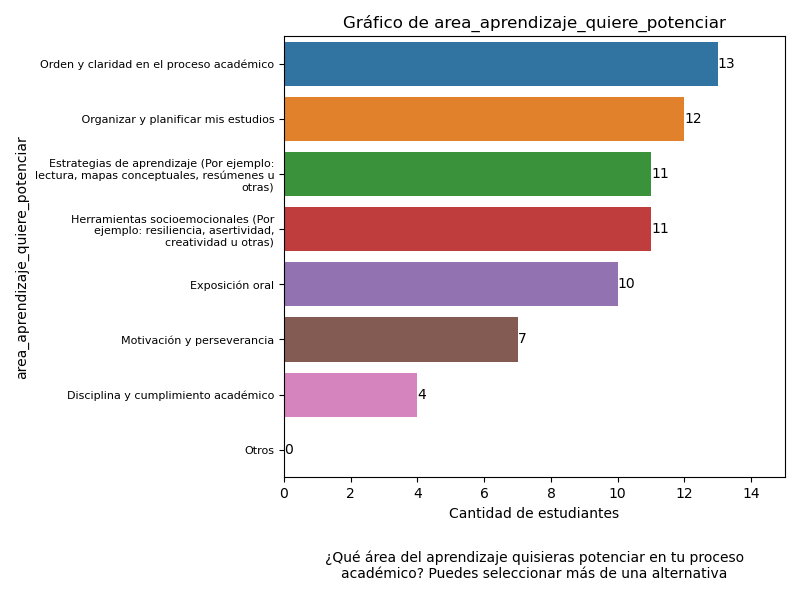 Gráfico de area_aprendizaje_quiere_potenciar
area_aprendizaje_quiere_potenciar
Orden y claridad en el proceso académico
13
Organizar y planificar mis estudios
12
Estrategias de aprendizaje (Por ejemplo:
lectura, mapas conceptuales, resúmenes u
otras)
11
Herramientas socioemocionales (Por
ejemplo: resiliencia, asertividad,
creatividad u otras)
11
Exposición oral
10
Motivación y perseverancia
7
Disciplina y cumplimiento académico
4
Otros
0
0 2 4 6 8 10 12 14
Cantidad de estudiantes
¿Qué área del aprendizaje quisieras potenciar en tu proceso
académico? Puedes seleccionar más de una alternativa